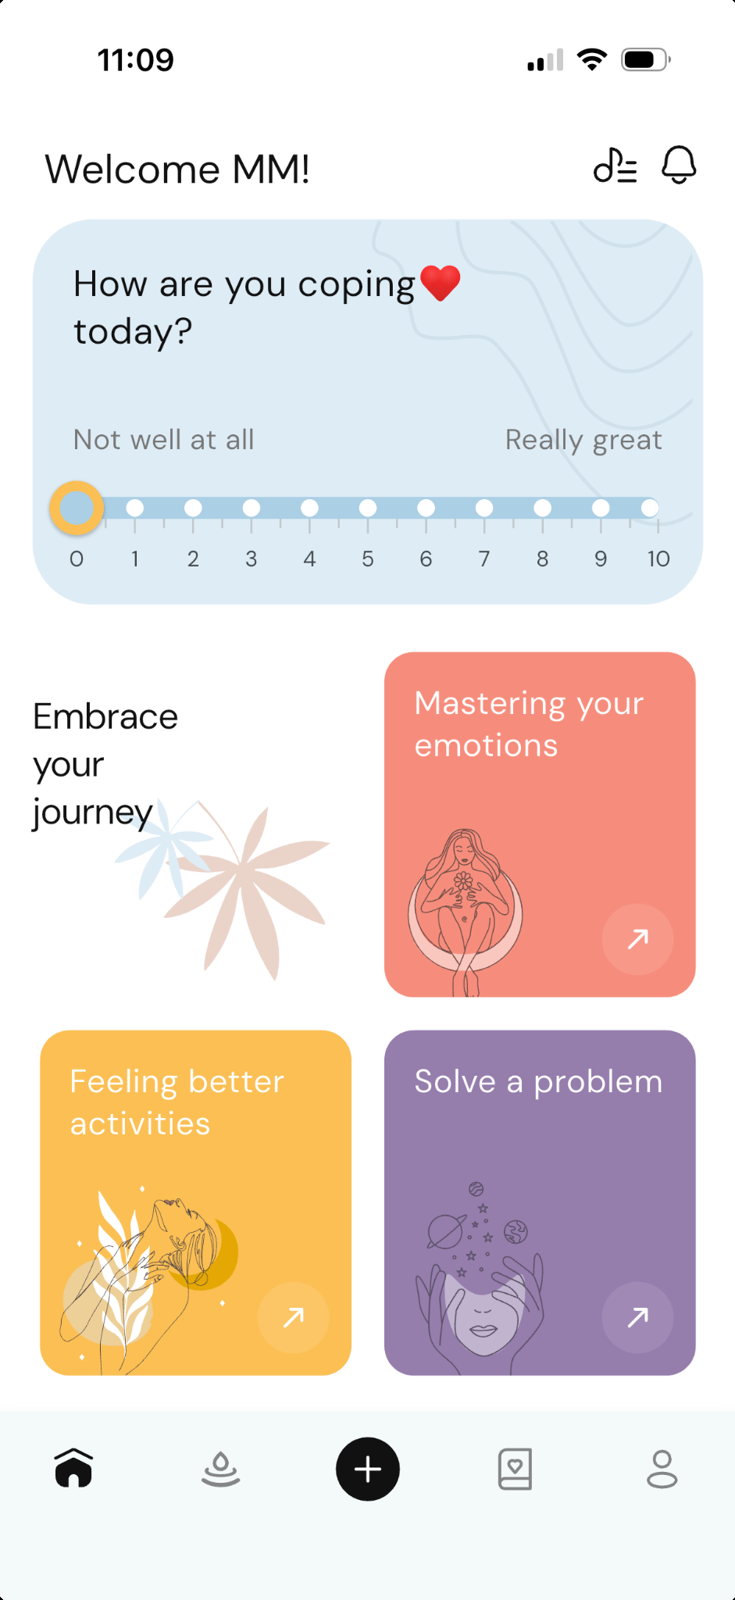 11:09
Welcome MM!
How are you coping❤️
today?
Not well at all Really great
0 1 2 3 4 5 6 7 8 9 10
Embrace
your
journey
Mastering your
emotions
Feeling better
activities
Solve a problem